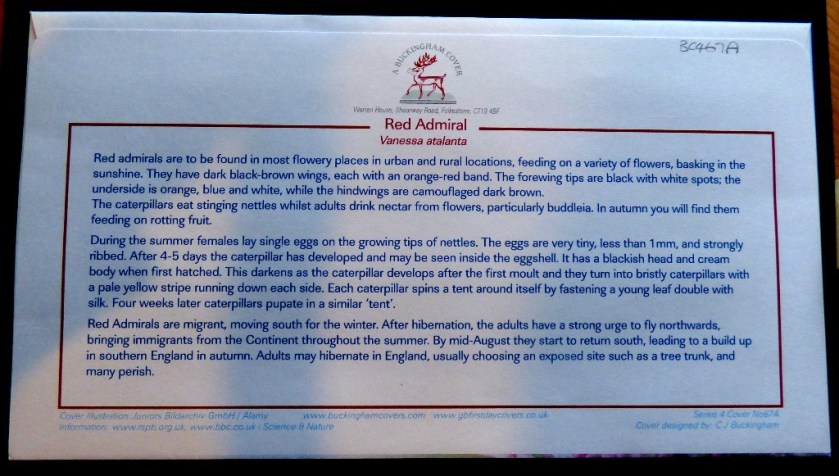 BC467A
A BUCKINGHAM COVER
Warren House, Shearway Road, Folkestone, CT19 4BF
Red Admiral
Vanessa atalanta
Red admirals are to be found in most flowery places in urban and rural locations, feeding on a variety of flowers, basking in the
sunshine. They have dark black-brown wings, each with an orange-red band. The forewing tips are black with white spots; the
underside is orange, blue and white, while the hindwings are camouflaged dark brown.
The caterpillars eat stinging nettles whilst adults drink nectar from flowers, particularly buddleia. In autumn you will find them
feeding on rotting fruit.
During the summer females lay single eggs on the growing tips of nettles. The eggs are very tiny, less than 1mm, and strongly
ribbed. After 4-5 days the caterpillar has developed and may be seen inside the eggshell. It has a blackish head and cream
body when first hatched. This darkens as the caterpillar develops after the first moult and they turn into bristly caterpillars with
a pale yellow stripe running down each side. Each caterpillar spins a tent around itself by fastening a young leaf double with
silk. Four weeks later caterpillars pupate in a similar 'tent'.
Red Admirals are migrant, moving south for the winter. After hibernation, the adults have a strong urge to fly northwards,
bringing immigrants from the Continent throughout the summer. By mid-August they start to return south, leading to a build up
in southern England in autumn. Adults may hibernate in England, usually choosing an exposed site such as a tree trunk, and
many perish.
Cover illustration: Juniors Bildarchiv GmbH / Alamy www.buckinghamcovers.com www.gbfirstdaycovers.co.uk Series 4 Cover No67A
Information: www.rspb.org.uk, www.bbc.co.uk - Science & Nature Cover designed by: CJ Buckingham